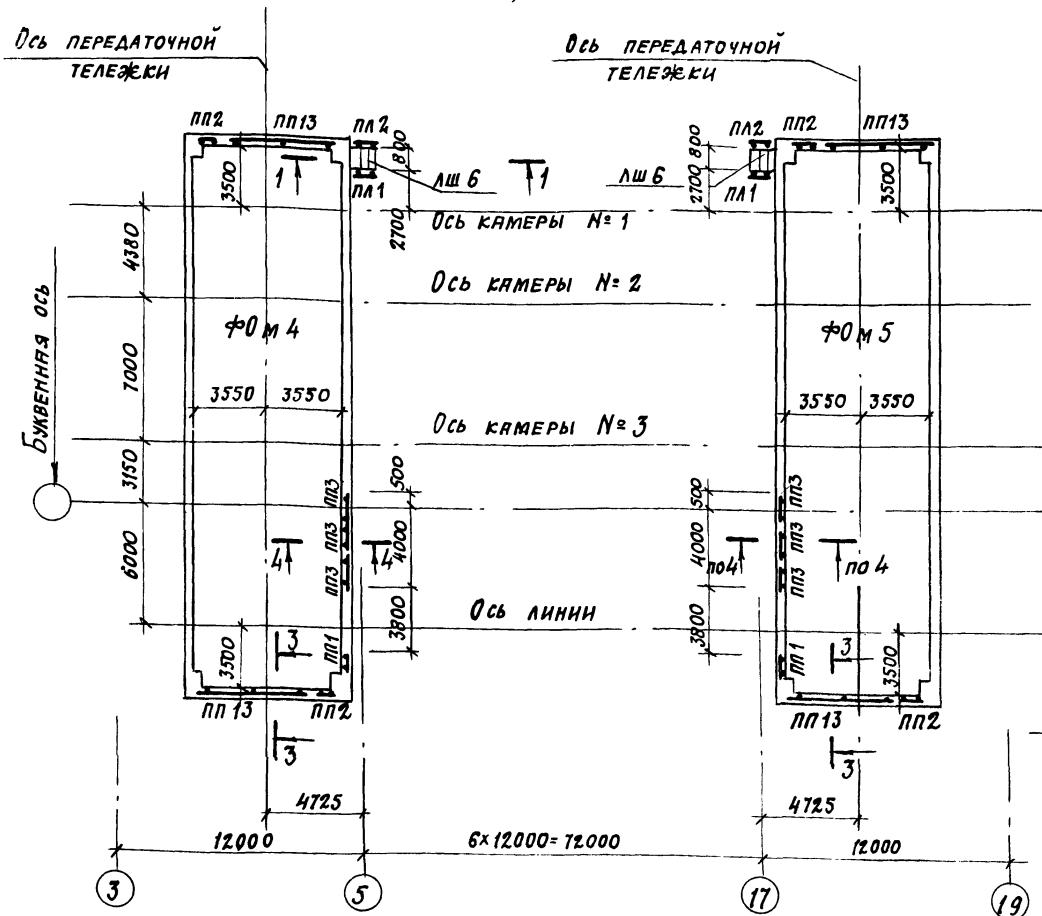 Ось передаточной
тележки
Ось передаточной
тележки
ПП2
ПП13
ПЛ2
ПЛ2
ПП2
ПП13
800
800
1
1
3500
ЛШ 6
ЛШ 6
2700
3500
ПЛ1
ПЛ1
2700
Ось камеры № 1
4380
Ось камеры № 2
Буквенная ось
ФОм 4
ФОм 5
7000
3550
3550
3550
3550
Ось камеры № 3
3150
500
500
ПП3
ПП3
ПП3
ПП3
ПП3
ПП3
4
4
4000
4000
по 4
по 4
6000
Ось линии
3800
3800
3
3
3500
ПП1
ПП1
3500
ПП 13
ПП2
ПП 13
ПП2
3
3
4725
4725
12000
6×12000=72000
12000
3
5
17
19